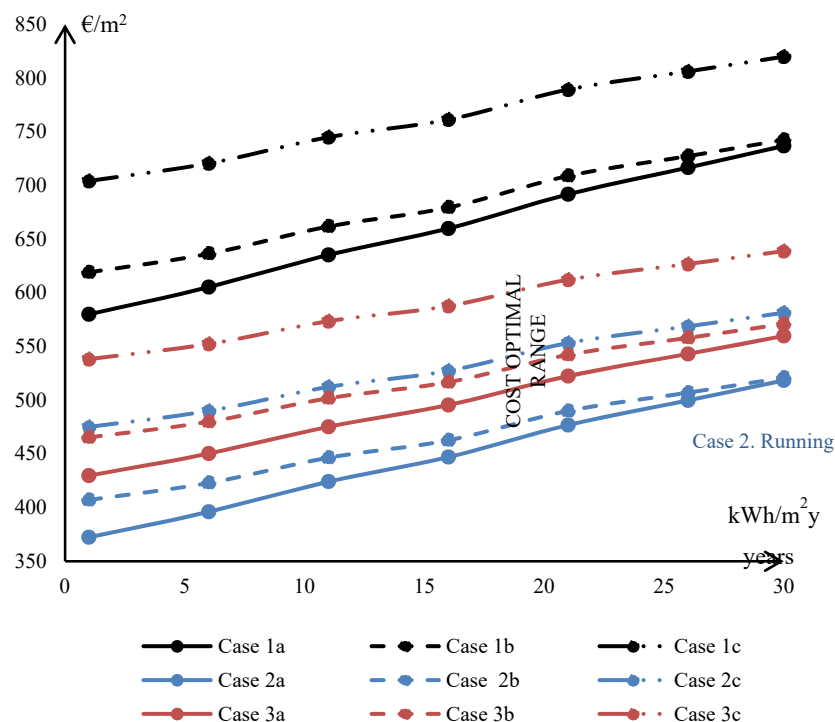 €/m²
850
800
750
700
650
600
550
500
450
400
350
COST OPTIMAL
RANGE
Case 2. Running
kWh/m²y
years
0 5 10 15 20 25 30
Case 1a Case 1b Case 1c
Case 2a Case 2b Case 2c
Case 3a Case 3b Case 3c